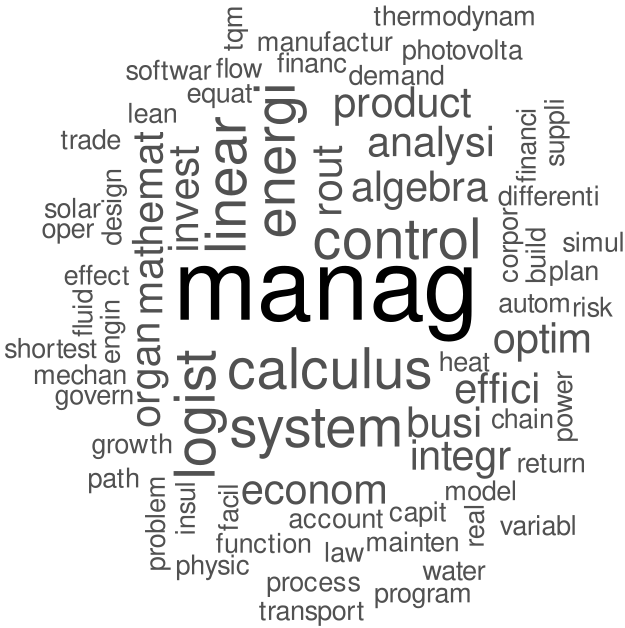 thermodynam
tqm
manufactur
photovolta
softwar
flow
financ
demand
equat
energi
product
lean
linear
trade
mathemat
invest
rout
analysi
financi
suppli
algebra
differenti
solar
design
oper
control
corpor
build
simul
effect
manag
plan
fluid
engin
autom
risk
shortest
organ
optim
mechan
logist
calculus
heat
effici
govern
power
system
busi
chain
growth
integr
return
path
problem
insul
facil
econom
model
account
capit
real
variabl
function
law
mainten
physic
process
water
program
transport